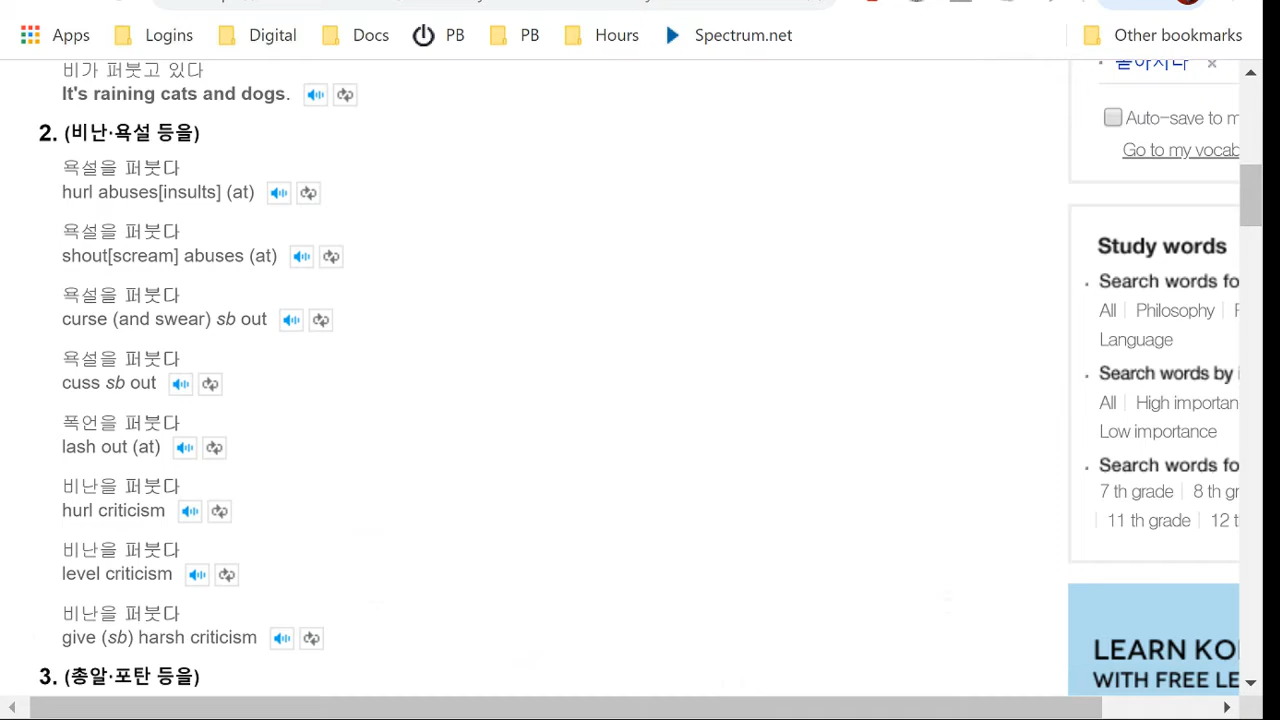 Apps Logins Digital Docs PB PB Hours Spectrum.net Other bookmarks
비가 퍼붓고 있다
It's raining cats and dogs.
2. (비난·욕설 등을)
욕설을 퍼붓다
hurl abuses[insults] (at)
욕설을 퍼붓다
shout[scream] abuses (at)
욕설을 퍼붓다
curse (and swear) sb out
욕설을 퍼붓다
cuss sb out
폭언을 퍼붓다
lash out (at)
비난을 퍼붓다
hurl criticism
비난을 퍼붓다
level criticism
비난을 퍼붓다
give (sb) harsh criticism
3. (총알·포탄 등을)
Auto-save to m
Go to my vocab
Study words
Search words fo
All Philosophy
Language
Search words by
All High importan
Low importance
Search words fo
7 th grade 8 th gr
11 th grade 12 t
LEARN KO
WITH FREE LE